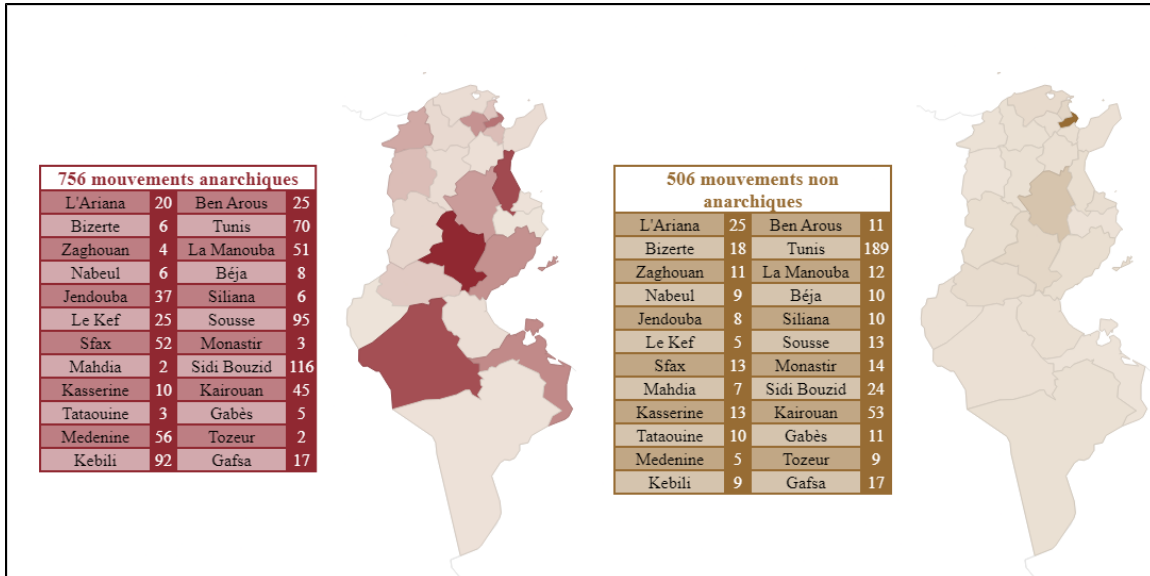 756 mouvements anarchiques
L'Ariana 20 Ben Arous 25
Bizerte 6 Tunis 70
Zaghouan 4 La Manouba 51
Nabeul 6 Béja 8
Jendouba 37 Siliana 6
Le Kef 25 Sousse 95
Sfax 52 Monastir 3
Mahdia 2 Sidi Bouzid 116
Kasserine 10 Kairouan 45
Tataouine 3 Gabès 5
Medenine 56 Tozeur 2
Kebili 92 Gafsa 17
506 mouvements non
anarchiques
L'Ariana 25 Ben Arous 11
Bizerte 18 Tunis 189
Zaghouan 11 La Manouba 12
Nabeul 9 Béja 10
Jendouba 8 Siliana 10
Le Kef 5 Sousse 13
Sfax 13 Monastir 14
Mahdia 7 Sidi Bouzid 24
Kasserine 13 Kairouan 53
Tataouine 10 Gabès 11
Medenine 5 Tozeur 9
Kebili 9 Gafsa 17